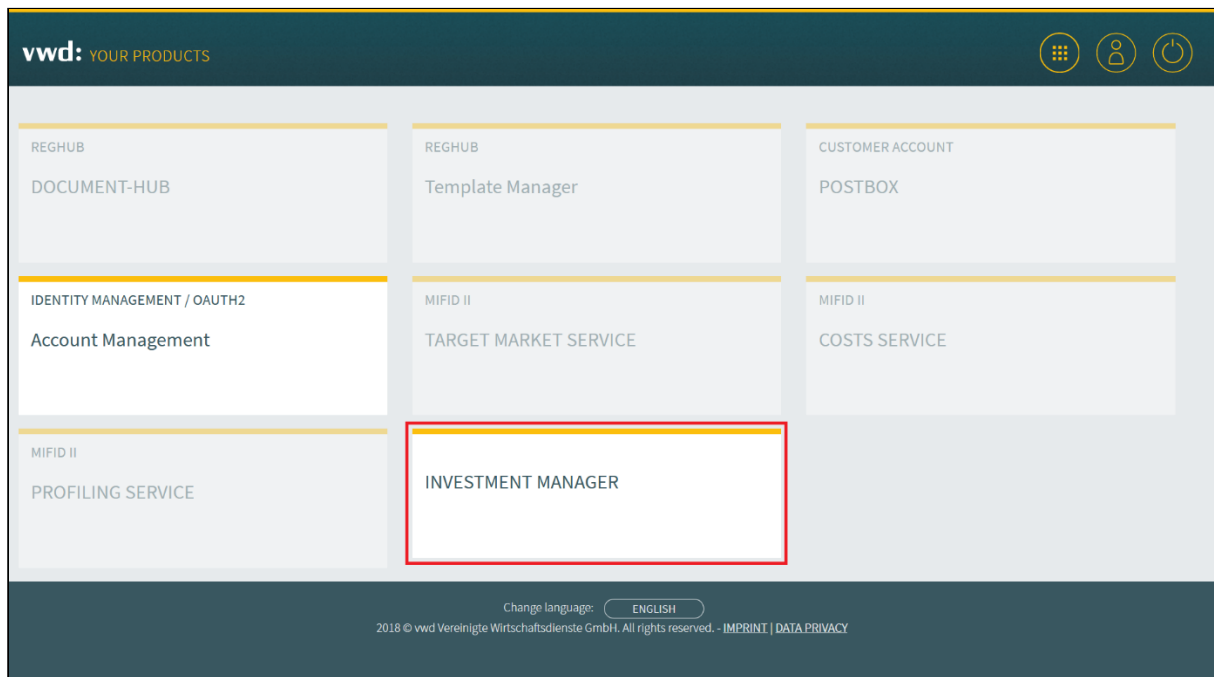 vwd: YOUR PRODUCTS
REGHUB
DOCUMENT-HUB
REGHUB
Template Manager
CUSTOMER ACCOUNT
POSTBOX
IDENTITY MANAGEMENT / OAUTH2
Account Management
MIFID II
TARGET MARKET SERVICE
MIFID II
COSTS SERVICE
MIFID II
PROFILING SERVICE
INVESTMENT MANAGER
Change language: ENGLISH
2018 © vwd Vereinigte Wirtschaftsdienste GmbH. All rights reserved. - IMPRINT | DATA PRIVACY